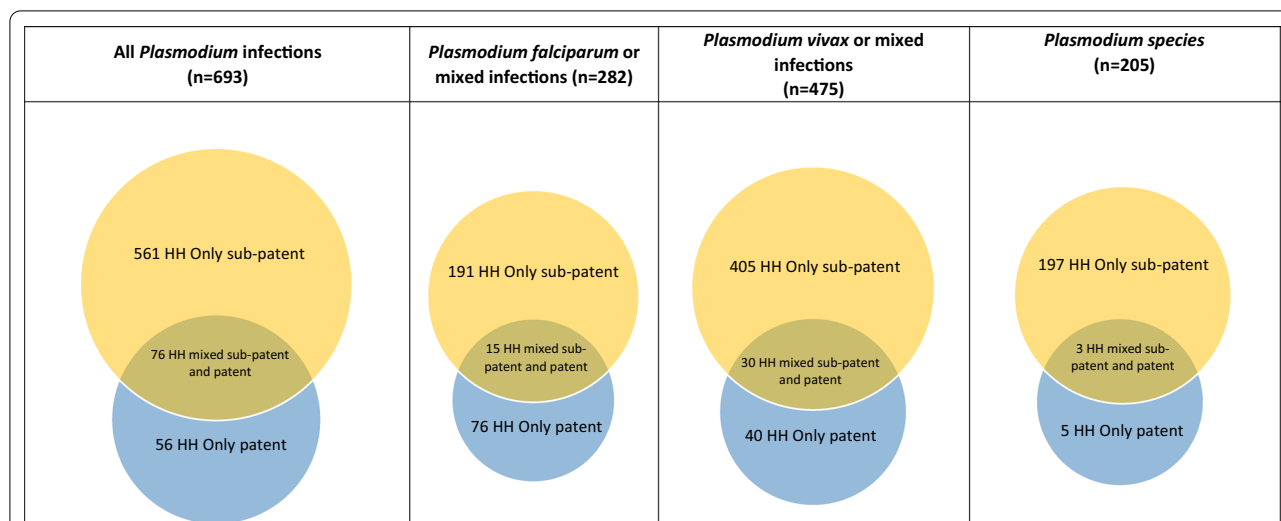 All Plasmodium infections
(n=693)
Plasmodium falciparum or
mixed infections (n=282)
Plasmodium vivax or mixed
infections
(n=475)
Plasmodium species
(n=205)
561 HH Only sub-patent
76 HH mixed sub-patent
and patent
56 HH Only patent
191 HH Only sub-patent
15 HH mixed sub-
patent and patent
76 HH Only patent
405 HH Only sub-patent
30 HH mixed sub-patent
and patent
40 HH Only patent
197 HH Only sub-patent
3 HH mixed sub-
patent and patent
5 HH Only patent